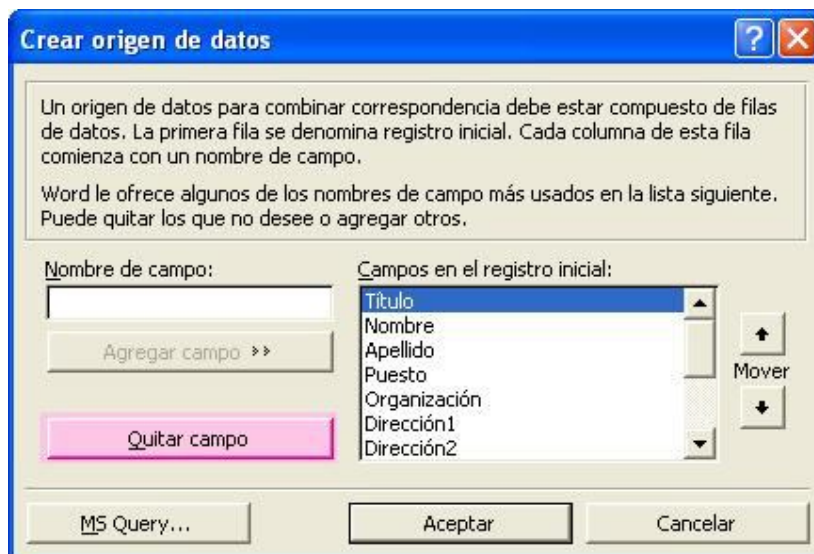 Crear origen de datos
Un origen de datos para combinar correspondencia debe estar compuesto de filas
de datos. La primera fila se denomina registro inicial. Cada columna de esta fila
comienza con un nombre de campo.
Word le ofrece algunos de los nombres de campo más usados en la lista siguiente.
Puede quitar los que no desee o agregar otros.
Nombre de campo:
Agregar campo >>
Quitar campo
Campos en el registro inicial:
Título
Nombre
Apellido
Puesto
Organización
Dirección1
Dirección2
Mover
MS Query...
Aceptar
Cancelar